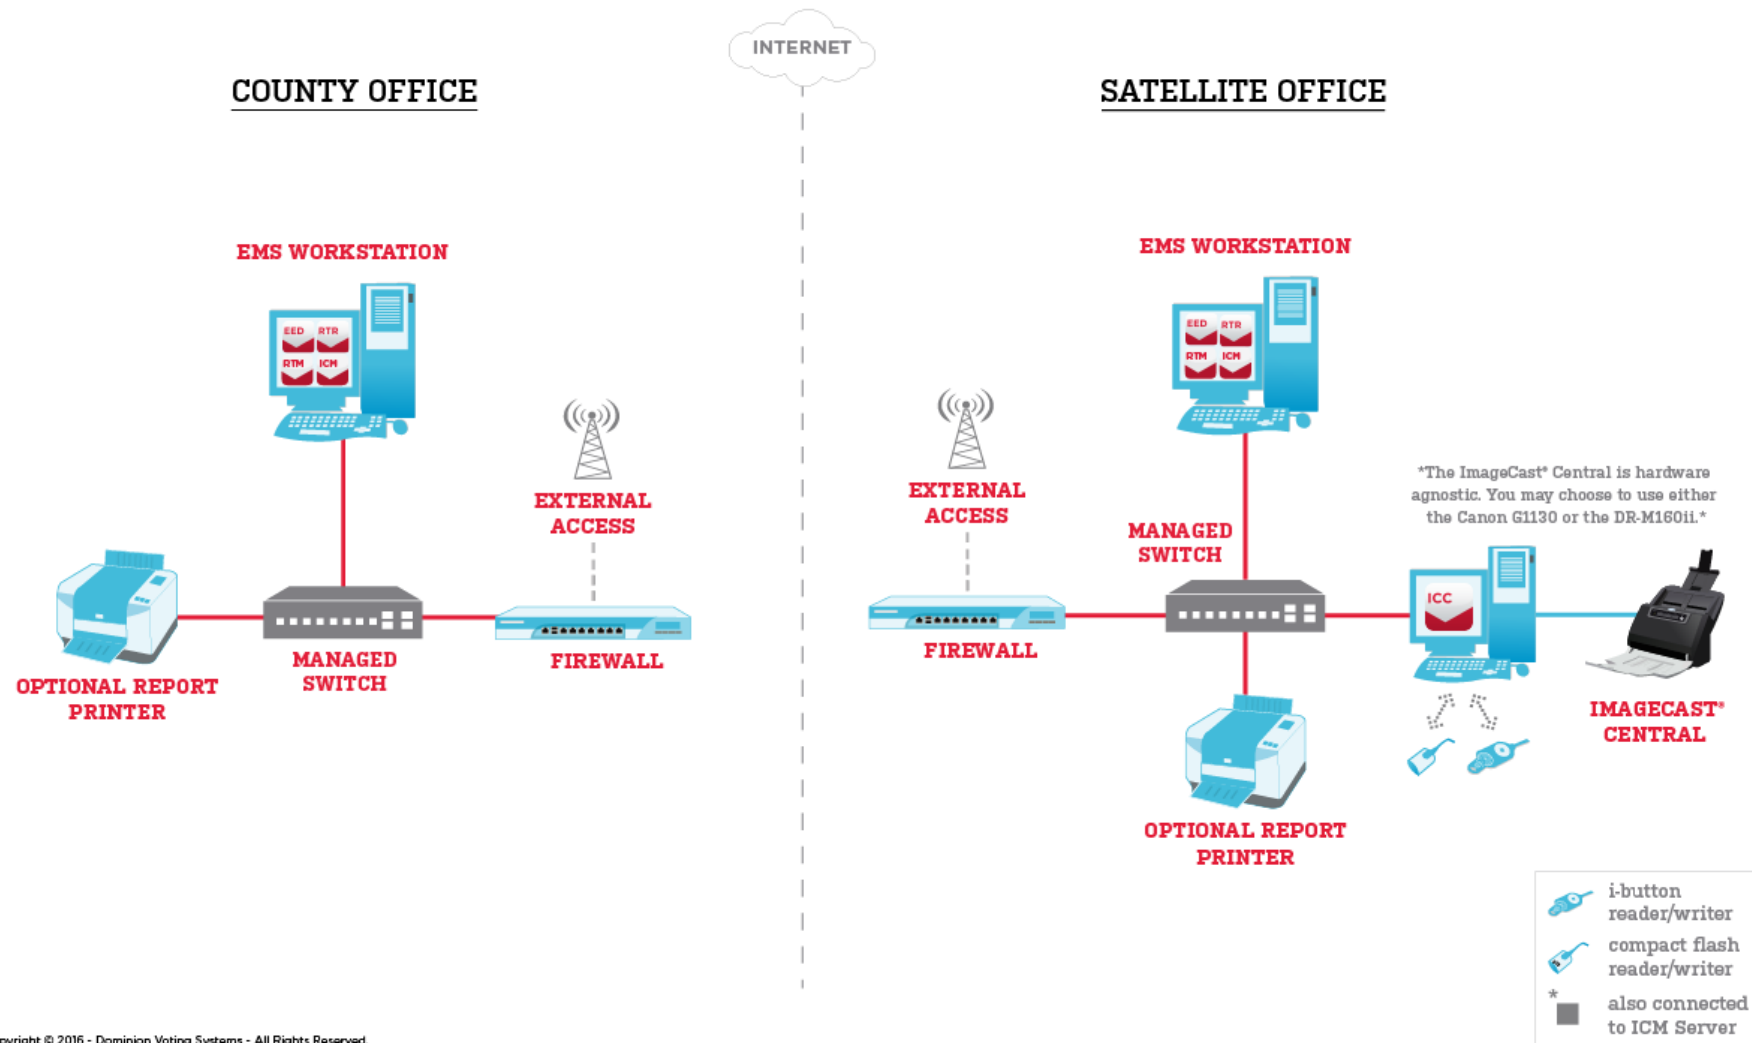 INTERNET
COUNTY OFFICE
SATELLITE OFFICE
EMS WORKSTATION
EED RTR
RTM ICM
EXTERNAL
ACCESS
MANAGED
SWITCH
FIREWALL
OPTIONAL REPORT
PRINTER
EMS WORKSTATION
EED RTR
RTM ICM
EXTERNAL
ACCESS
MANAGED
SWITCH
FIREWALL
*The ImageCast® Central is hardware
agnostic. You may choose to use either
the Canon G1130 or the DR-M160ii.*
ICC
IMAGECAST®
CENTRAL
OPTIONAL REPORT
PRINTER
i-button
reader/writer
compact flash
reader/writer
* also connected
to ICM Server
opyright © 2016 - Dominion Voting Systems - All Rights Reserved.